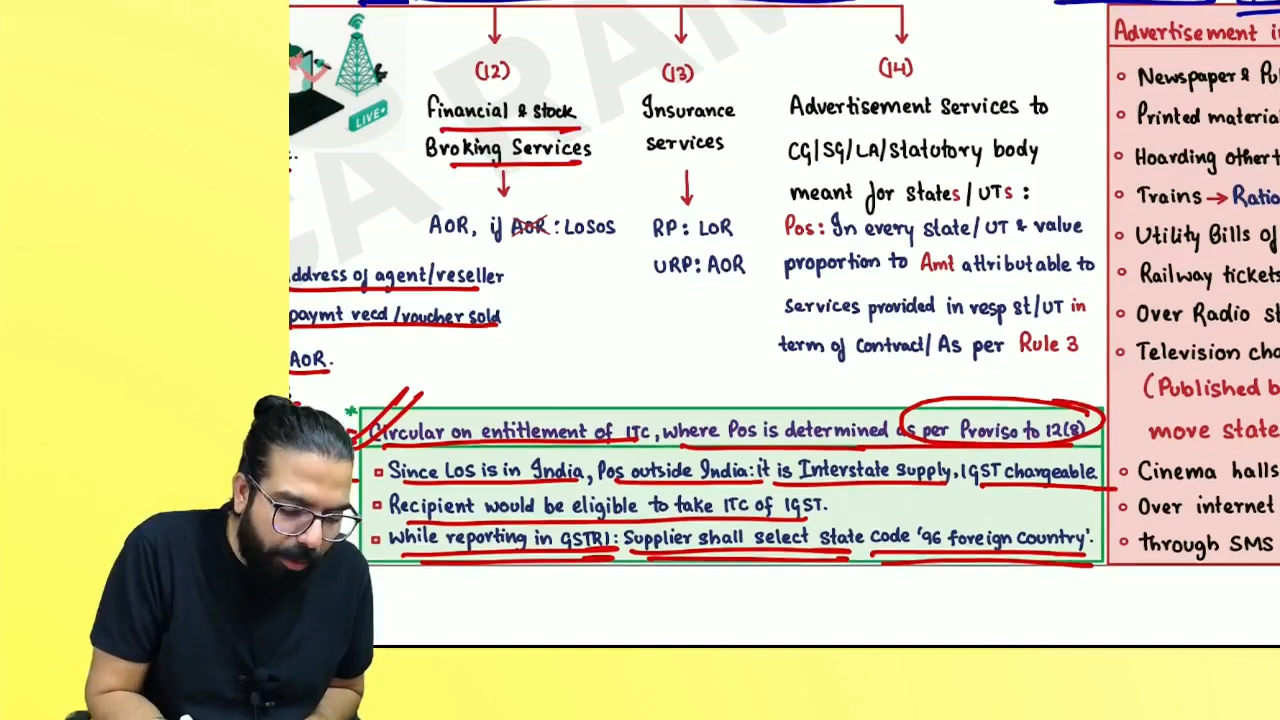 LIVE
(12)
Financial & Stock
Broking Services
AOR, if AOR : LOSOS
address of agent/reseller
paymt recd /voucher sold
AOR.
(13)
Insurance
services
RP: LOR
URP: AOR
(14)
Advertisement Services to
CG/SG/LA/Statutory body
meant for states/UTs :
Pos: In every state/UT & value
proportion to Amt attributable to
services provided in resp st/UT in
term of contract/ As per Rule 3
* Circular on entitlement of ITC, where Pos is determined as per Proviso to 12(8)
Since Los is in India, Pos outside India: it is Interstate supply, IGST chargeable
Recipient would be eligible to take ITC of IGST.
While reporting in GSTR1: Supplier shall select state code '96 foreign country'.
Advertisement i
Newspaper & Pu
Printed material
Hoarding other t
Trains → Ratio
Utility Bills of
Railway tickets
Over Radio st
Television cha
(Published b
move state
Cinema halls
Over internet
through SMS
CA RAM